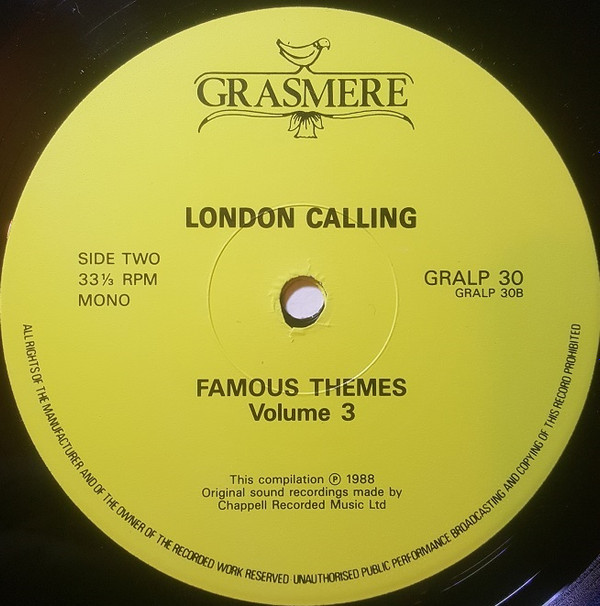 GRASMERE
LONDON CALLING
SIDE TWO
33⅓ RPM
MONO
GRALP 30
GRALP 30B
FAMOUS THEMES
Volume 3
This compilation ℗ 1988
Original sound recordings made by
Chappell Recorded Music Ltd
ALL RIGHTS OF THE MANUFACTURER AND OF THE OWNER OF THE RECORDED WORK RESERVED· UNAUTHORISED PUBLIC PERFORMANCE BROADCASTING AND COPYING OF THIS RECORD PROHIBITED